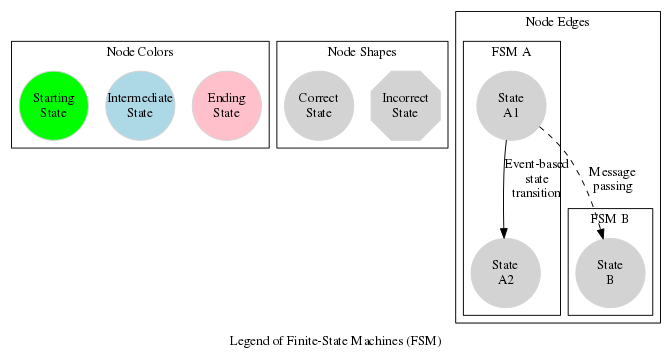 Node Colors
Starting
State
Intermediate
State
Ending
State
Node Shapes
Correct
State
Incorrect
State
Node Edges
FSM A
State
A1
Event-based
state
transition
Message
passing
FSM B
State
A2
State
B
Legend of Finite-State Machines (FSM)